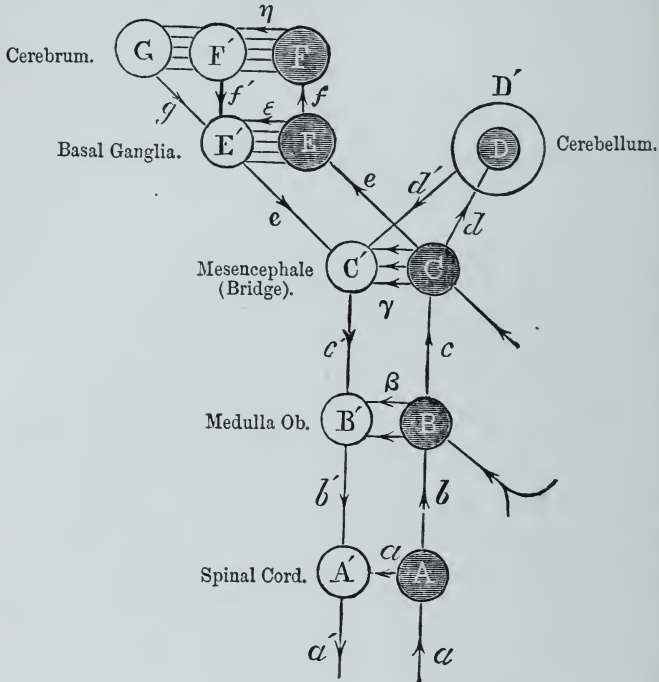 η
G F′ F
Cerebrum.
g f′ f
ε
E′ E
Basal Ganglia.
D′
D
Cerebellum.
e e d′ d
C′ C
Mesencephale
(Bridge).
γ
c′ c
β
B′ B
Medulla Ob.
b′ b
a
A′ A
Spinal Cord.
a′ a